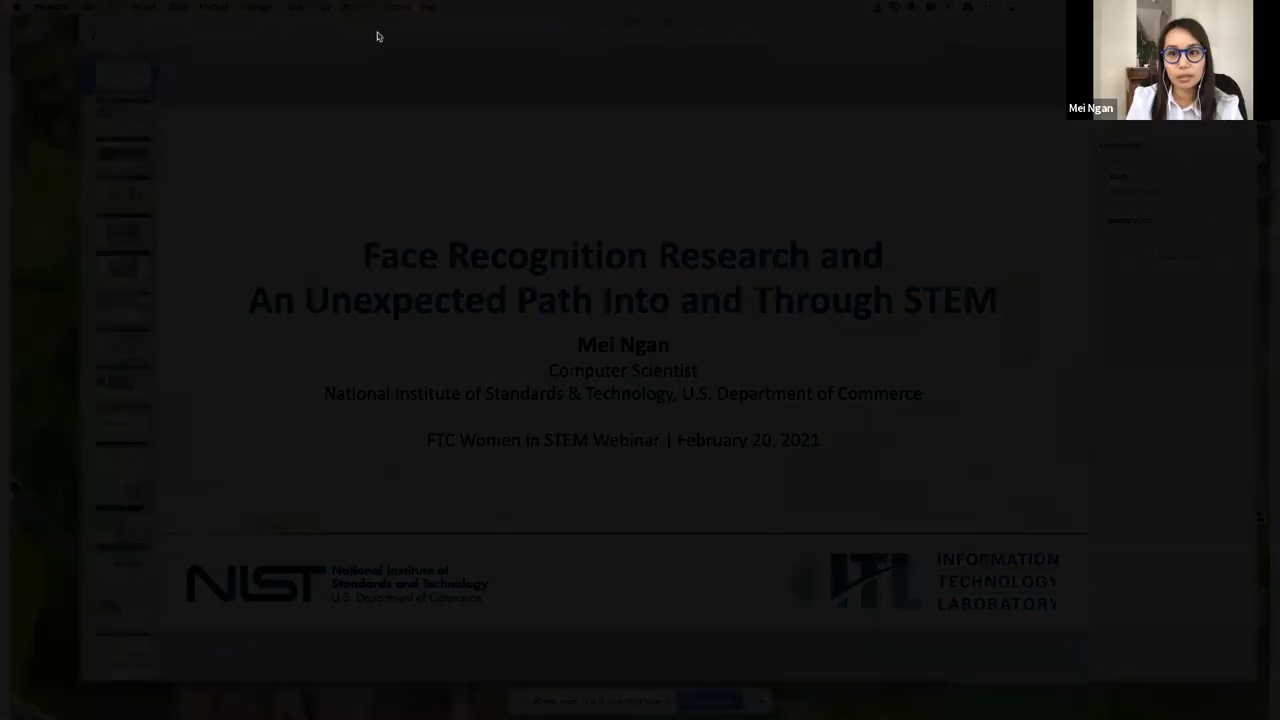 Mei Ngan
Face Recognition Research and
An Unexpected Path Into and Through STEM
Mei Ngan
Computer Scientist
National Institute of Standards & Technology, U.S. Department of Commerce
FTC Women in STEM Webinar | February 20, 2021
NIST
National Institute of
Standards and Technology
U.S. Department of Commerce
ITL
INFORMATION
TECHNOLOGY
LABORATORY